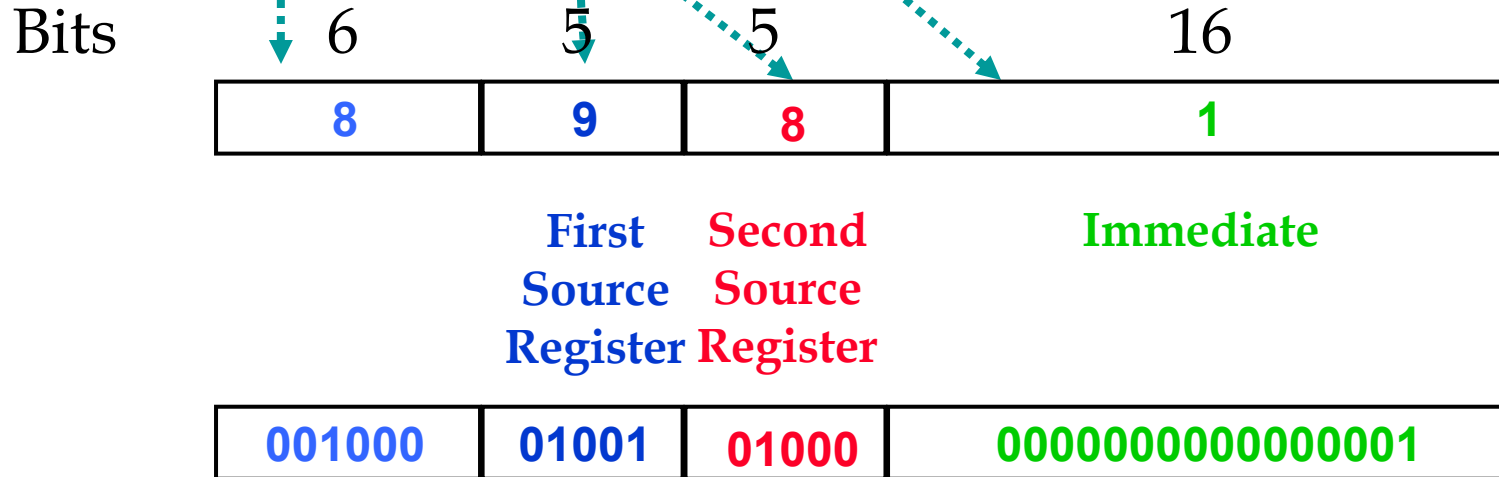 Bits 6 5 5 16
8 9 8 1
First Second Immediate
Source Source
Register Register
001000 01001 01000 0000000000000001